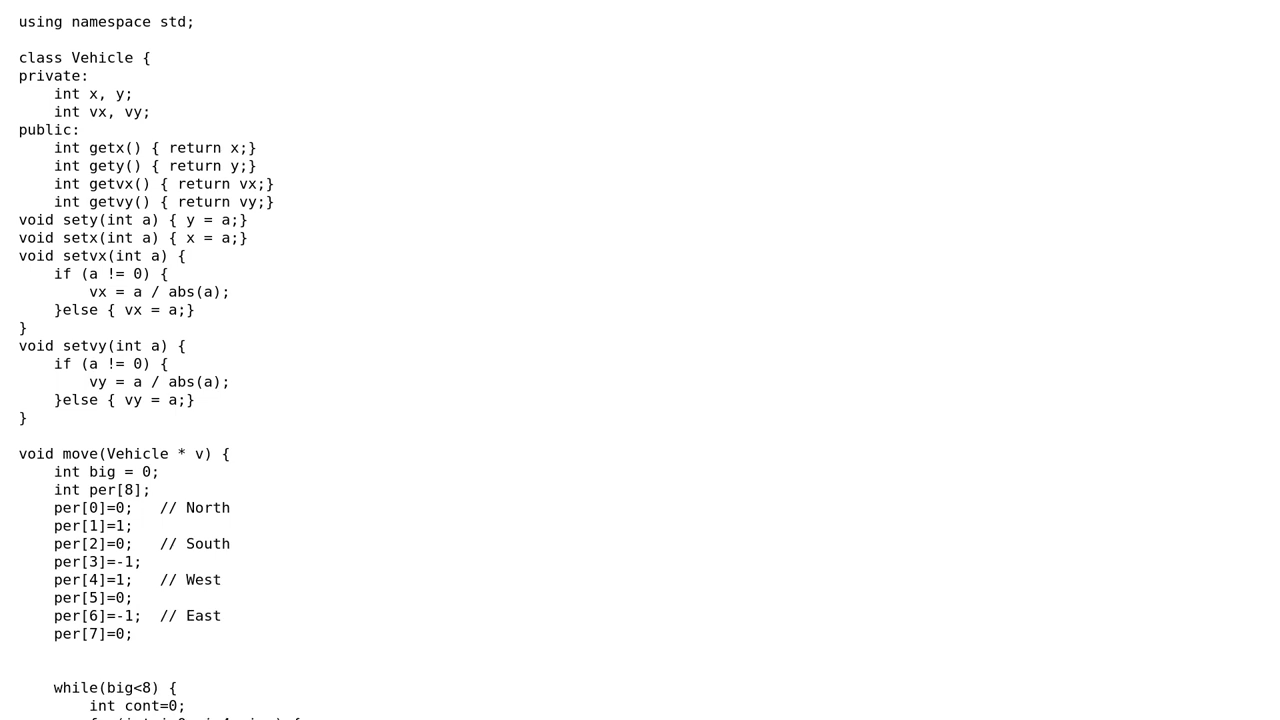 using namespace std;

class Vehicle {
private:
    int x, y;
    int vx, vy;
public:
    int getx() { return x;}
    int gety() { return y;}
    int getvx() { return vx;}
    int getvy() { return vy;}
void sety(int a) { y = a;}
void setx(int a) { x = a;}
void setvx(int a) {
    if (a != 0) {
        vx = a / abs(a);
    }else { vx = a;}
}
void setvy(int a) {
    if (a != 0) {
        vy = a / abs(a);
    }else { vy = a;}
}

void move(Vehicle * v) {
    int big = 0;
    int per[8];
    per[0]=0;   // North
    per[1]=1;
    per[2]=0;   // South
    per[3]=-1;
    per[4]=1;   // West
    per[5]=0;
    per[6]=-1;  // East
    per[7]=0;


    while(big<8) {
        int cont=0;